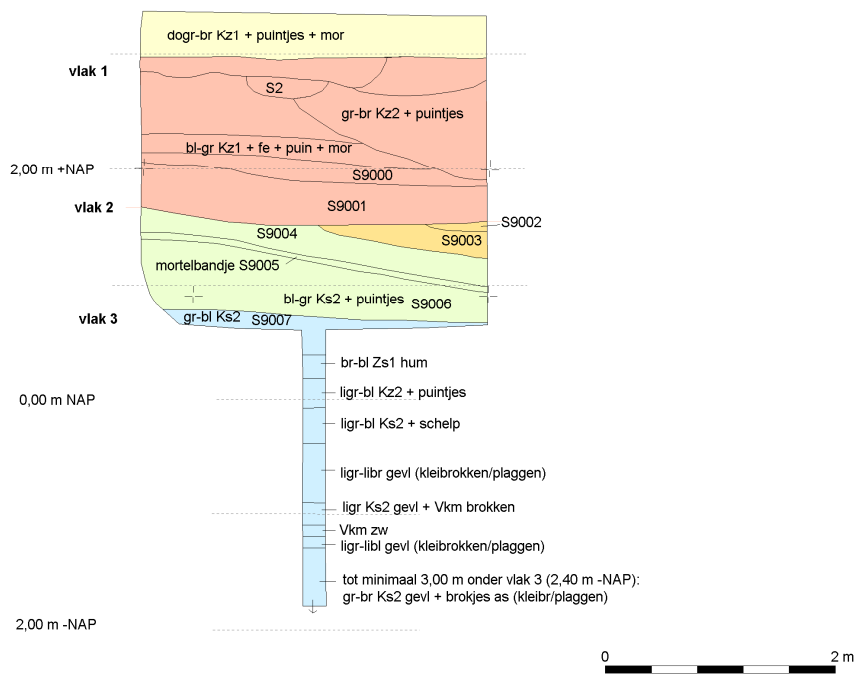 dogr-br Kz1 + puintjes + mor
vlak 1
S2
gr-br Kz2 + puintjes
bl-gr Kz1 + fe + puin + mor
2,00 m +NAP
S9000
vlak 2
S9001
S9002
S9004
S9003
mortelbandje S9005
bl-gr Ks2 + puintjes S9006
vlak 3
gr-bl Ks2 S9007
br-bl Zs1 hum
ligr-bl Kz2 + puintjes
0,00 m NAP
ligr-bl Ks2 + schelp
ligr-libr gevl (kleibrokken/plaggen)
ligr Ks2 gevl + Vkm brokken
Vkm zw
ligr-libl gevl (kleibrokken/plaggen)
tot minimaal 3,00 m onder vlak 3 (2,40 m -NAP):
gr-br Ks2 gevl + brokjes as (kleibr/plaggen)
2,00 m -NAP
0 2 m